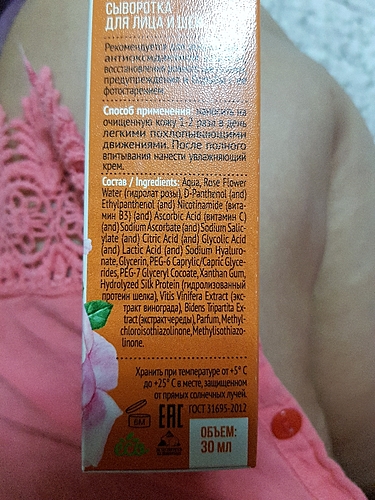 СЫВОРОТКА
ДЛЯ ЛИЦА И
Рекомендуется
антиоксидантной
восстановления
предупреждения и
фотостарением.
Способ применения: наносить на
очищенную кожу 1-2 раза в день
легкими похлопывающими
движениями. После полного
впитывания нанести увлажняющий
крем.
Состав / Ingredients: Aqua, Rose Flower
Water (гидролат розы), D-Panthenol {and}
Ethylpanthenol {and} Nicotinamide (вита-
мин B3) {and} Ascorbic Acid (витамин C)
{and} Sodium Ascorbate {and} Sodium Salic-
ylate {and} Citric Acid {and} Glycolic Acid
{and} Lactic Acid {and} Sodium Hyaluro-
nate, Glycerin, PEG-6 Caprylic/Capric Glyce-
rides, PEG-7 Glyceryl Cocoate, Xanthan Gum,
Hydrolyzed Silk Protein (гидролизованный
протеин шелка), Vitis Vinifera Extract (экс-
тракт винограда), Bidens Tripartita Ex-
tract (экстракт череды), Parfum, Methyl-
chloroisothiazolinone, Methylisothiazo-
linone.
Хранить при температуре от +5° С
до +25° С в месте, защищенном
от прямых солнечных лучей.
6М EAC ГОСТ 31695-2012
ОБЪЕМ:
30 МЛ